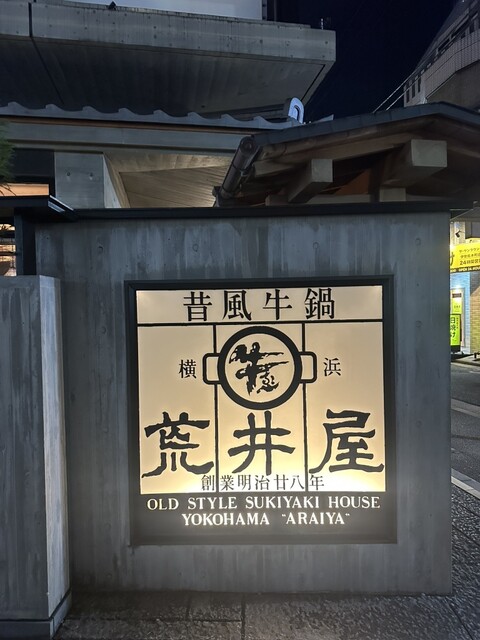 昔風牛鍋
横 浜
荒井屋
創業明治廿八年
OLD STYLE SUKIYAKI HOUSE
YOKOHAMA "ARAIYA"